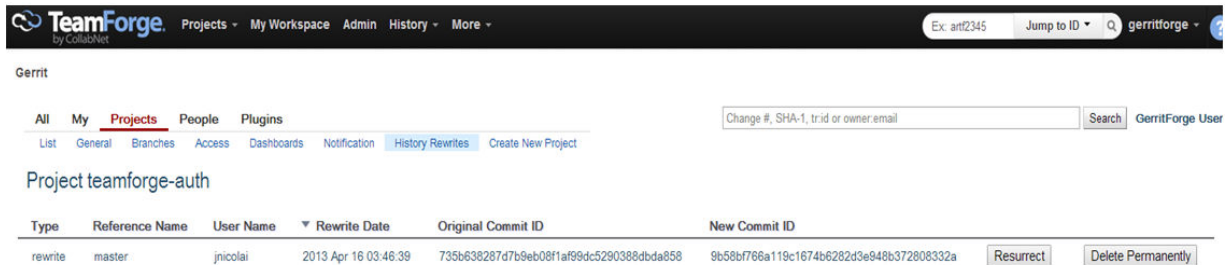 TeamForge. Projects My Workspace Admin History More Ex: artf2345 Jump to ID gerritforge ?
by CollabNet
Gerrit
All My Projects People Plugins Change #, SHA-1, tr:id or owner:email Search GerritForge User
List General Branches Access Dashboards Notification History Rewrites Create New Project
Project teamforge-auth
Type Reference Name User Name Rewrite Date Original Commit ID New Commit ID
rewrite master jnicolai 2013 Apr 16 03:46:39 735b638287d7b9eb08f1af99dc5290388dbda858 9b58bf766a119c1674b6282d3e948b372808332a Resurrect Delete Permanently